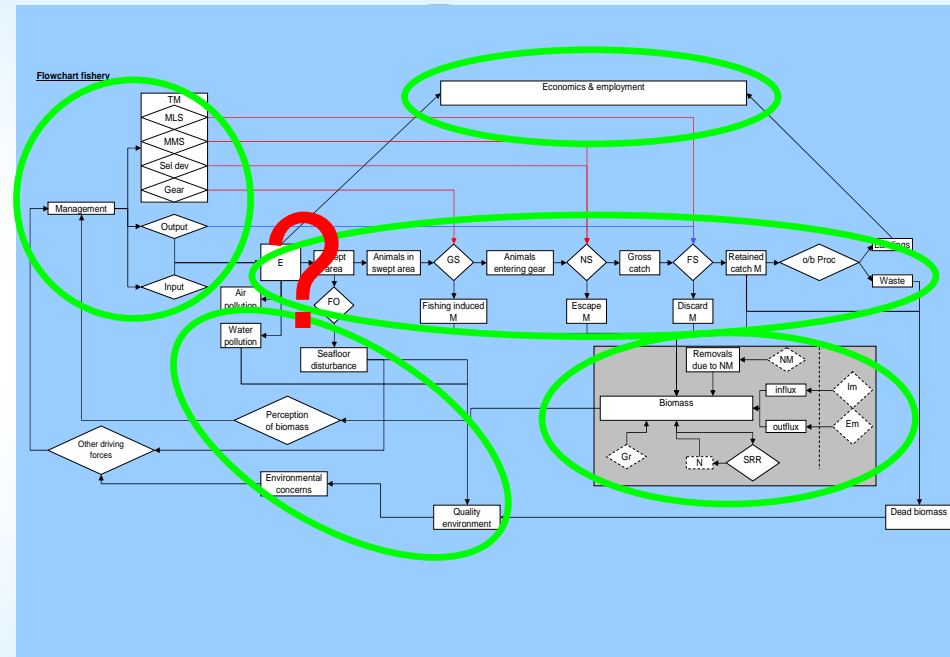 Flowchart fishery
Economics & employment
TM
MLS
MMS
Sel dev
Gear
Management
Output
Input
?
E
area
Animals in
swept area
GS
Animals
entering gear
NS
Gross
catch
FS
Retained
catch M
o/b Proc
Waste
Air
pollution
FO
Fishing induced
M
Escape
M
Discard
M
Water
pollution
Seafloor
disturbance
Removals
due to NM
NM
Biomass
influx
Im
outflux
Em
Gr
N
SRR
Perception
of biomass
Other driving
forces
Environmental
concerns
Quality
environment
Dead biomass